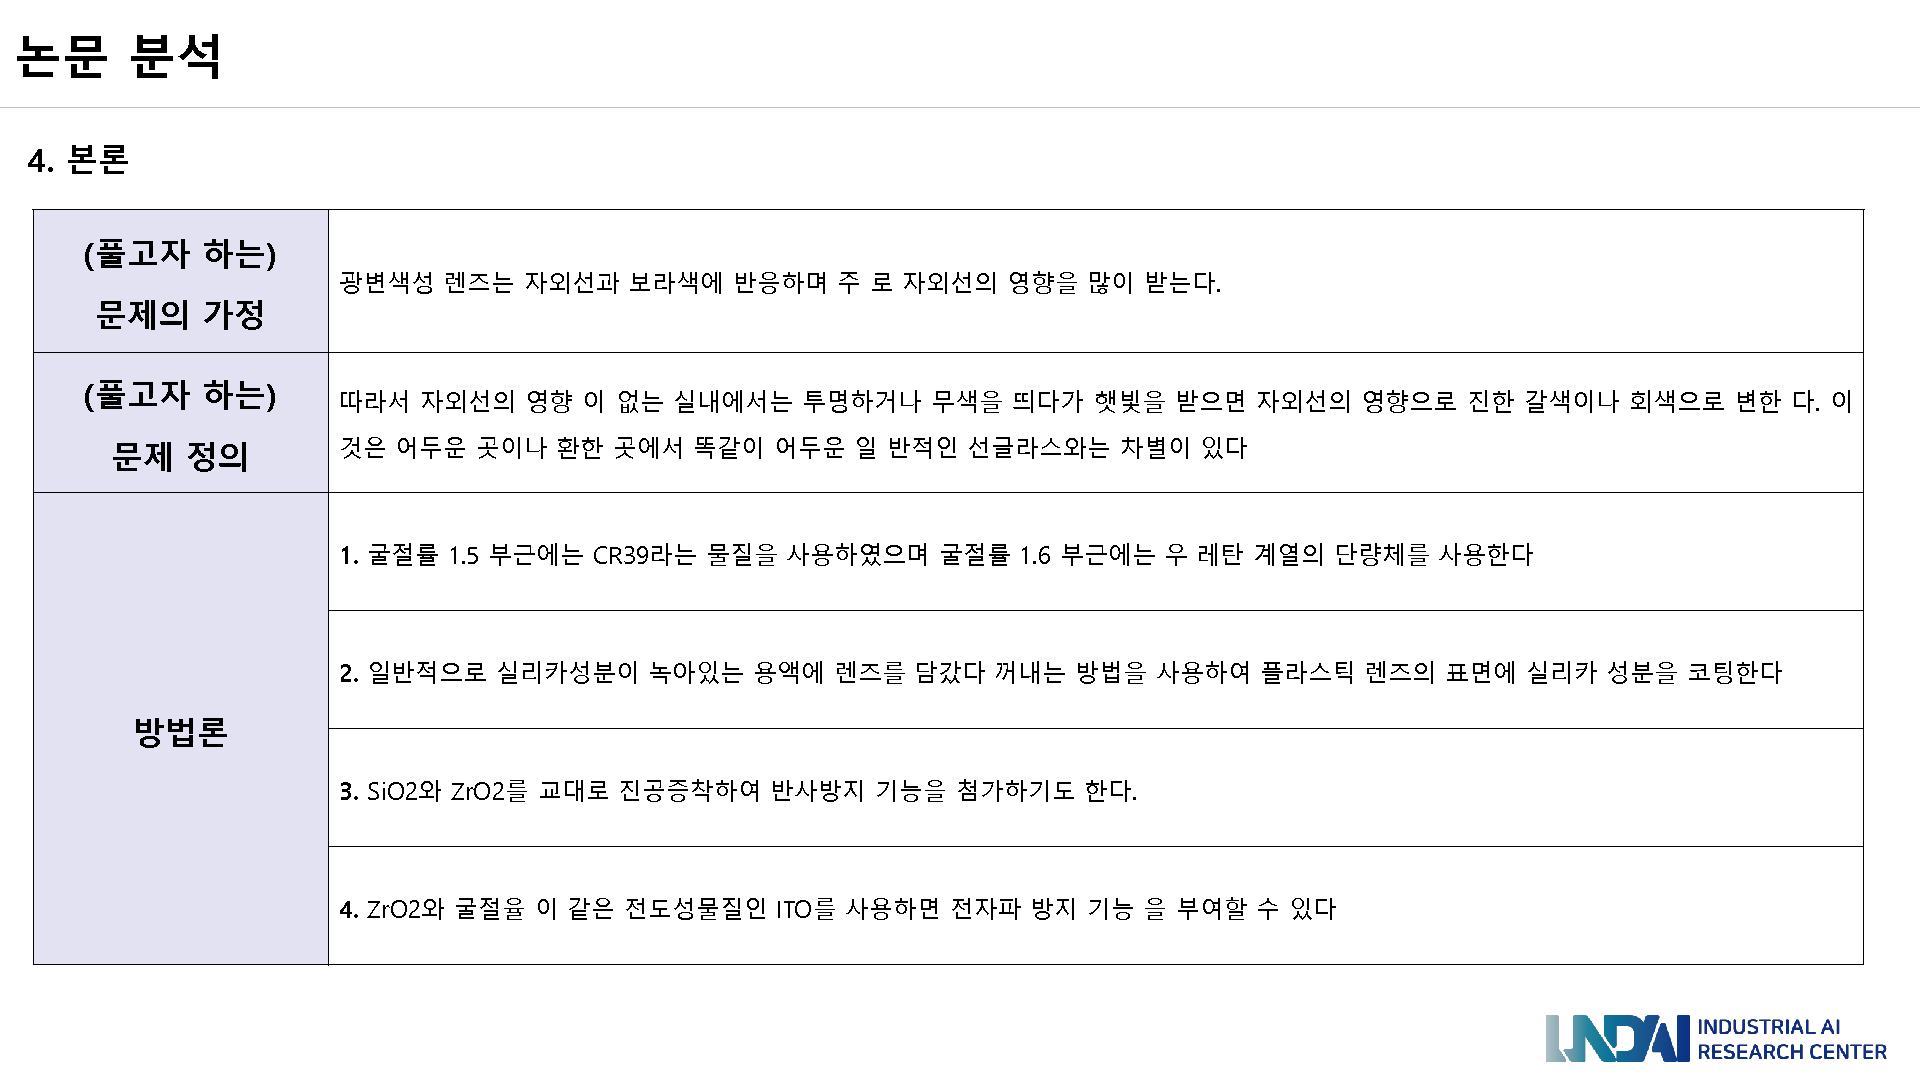 논문 분석
4. 본론
(풀고자 하는)
문제의 가정
광변색성 렌즈는 자외선과 보라색에 반응하며 주 로 자외선의 영향을 많이 받는다.
(풀고자 하는)
문제 정의
따라서 자외선의 영향 이 없는 실내에서는 투명하거나 무색을 띄다가 햇빛을 받으면 자외선의 영향으로 진한 갈색이나 회색으로 변한 다. 이
것은 어두운 곳이나 환한 곳에서 똑같이 어두운 일 반적인 선글라스와는 차별이 있다
방법론
1. 굴절률 1.5 부근에는 CR39라는 물질을 사용하였으며 굴절률 1.6 부근에는 우 레탄 계열의 단량체를 사용한다
2. 일반적으로 실리카성분이 녹아있는 용액에 렌즈를 담갔다 꺼내는 방법을 사용하여 플라스틱 렌즈의 표면에 실리카 성분을 코팅한다
3. SiO2와 ZrO2를 교대로 진공증착하여 반사방지 기능을 첨가하기도 한다.
4. ZrO2와 굴절율 이 같은 전도성물질인 ITO를 사용하면 전자파 방지 기능 을 부여할 수 있다
INDAI
INDUSTRIAL AI
RESEARCH CENTER